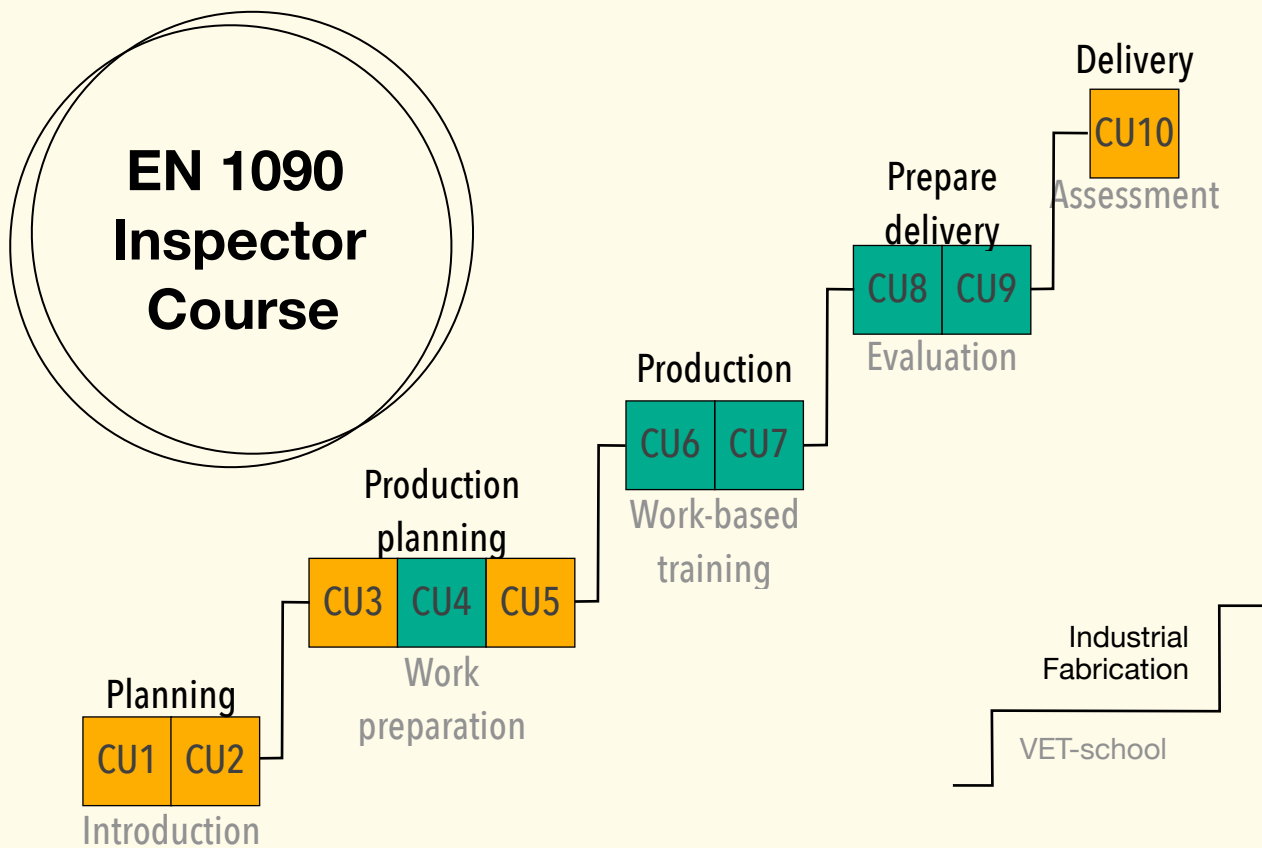 EN 1090
Inspector
Course
Delivery
CU10
Assessment
Prepare
delivery
CU8 CU9
Evaluation
Production
CU6 CU7
Work-based
training
Production
planning
CU3 CU4 CU5
Work
preparation
Planning
CU1 CU2
Introduction
Industrial
Fabrication
VET-school